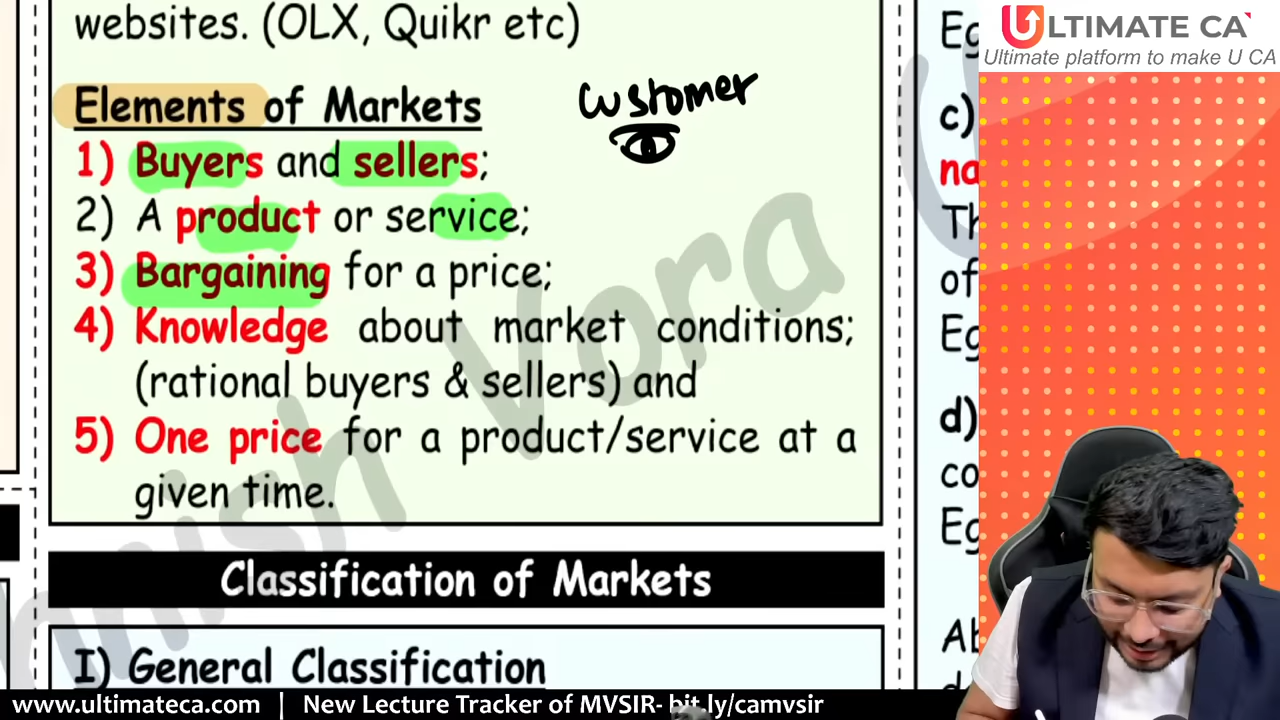 websites. (OLX, Quikr etc)
Elements of Markets
Customer
1) Buyers and sellers;
2) A product or service;
3) Bargaining for a price;
4) Knowledge about market conditions;
(rational buyers & sellers) and
5) One price for a product/service at a
given time.
Classification of Markets
I) General Classification
Eg
c)
na
Th
of
Eg
d)
co
Eg
ULTIMATE CA
Ultimate platform to make U CA
Vora
www.ultimateca.com | New Lecture Tracker of MVSIR- bit.ly/camvsir